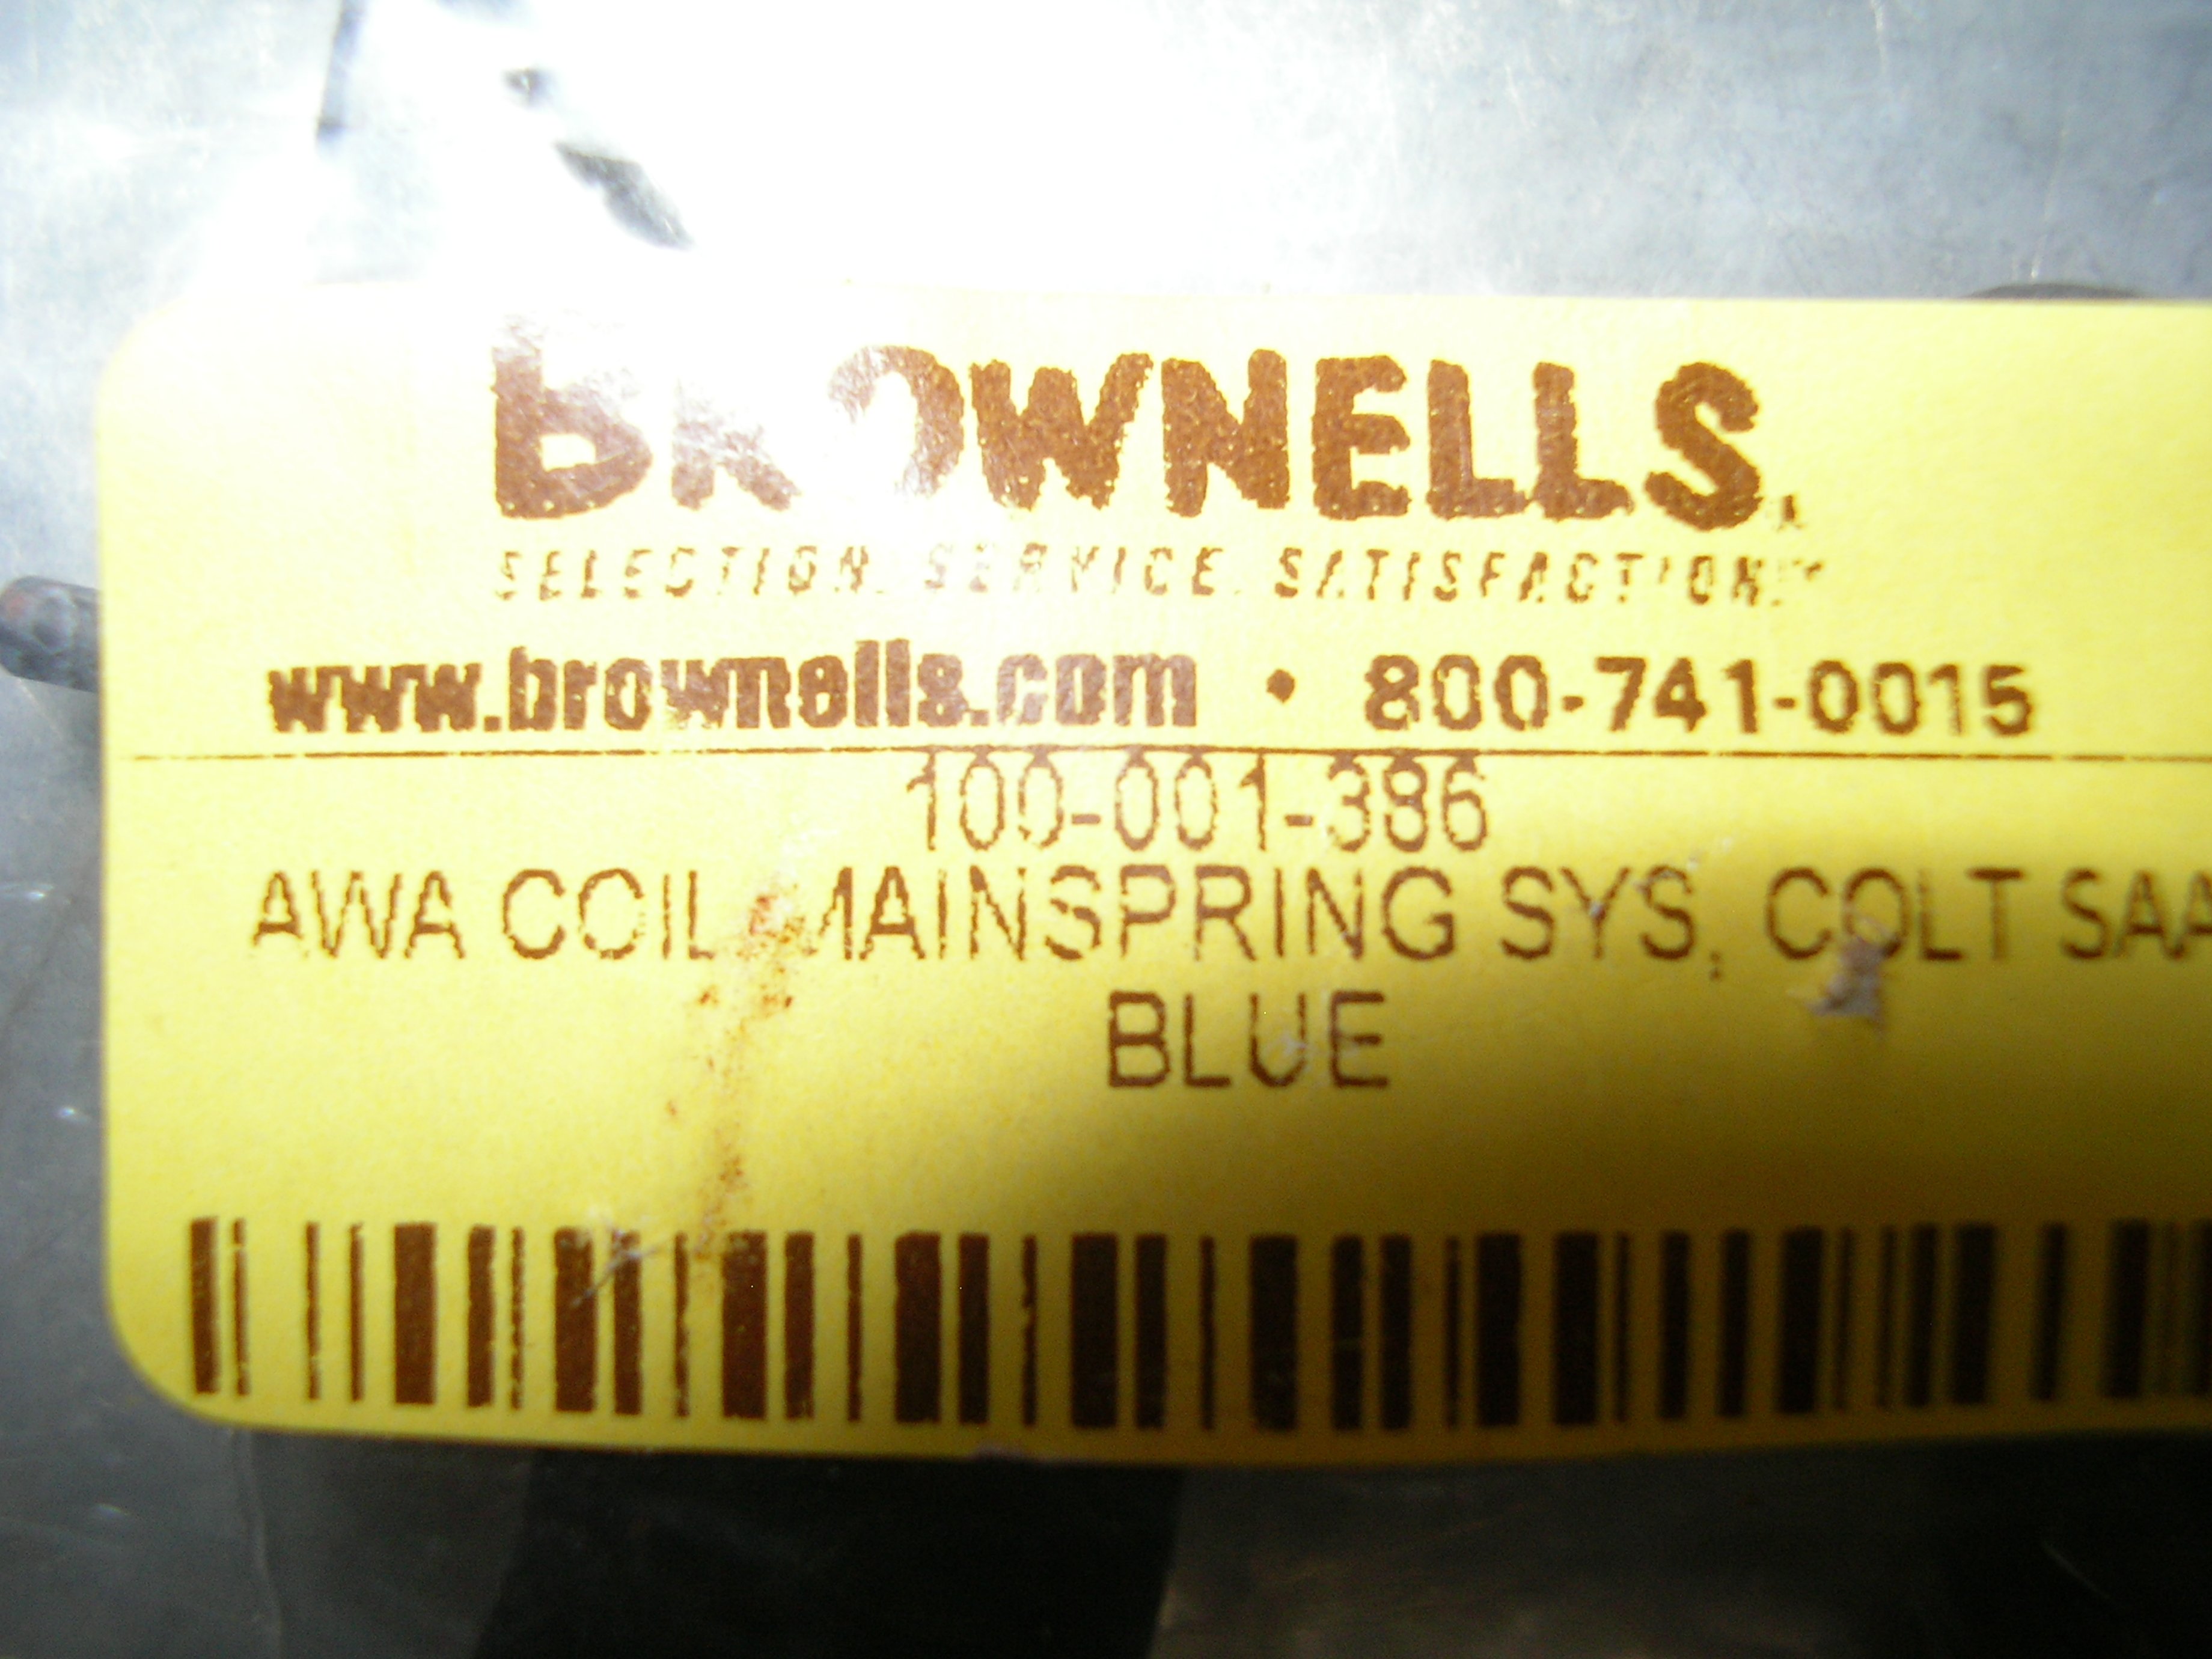 BROWNELLS
SELECTION. SERVICE. SATISFACTION.
www.brownells.com • 800-741-0015
100-001-386
AWA COIL MAINSPRING SYS, COLT SAA
BLUE